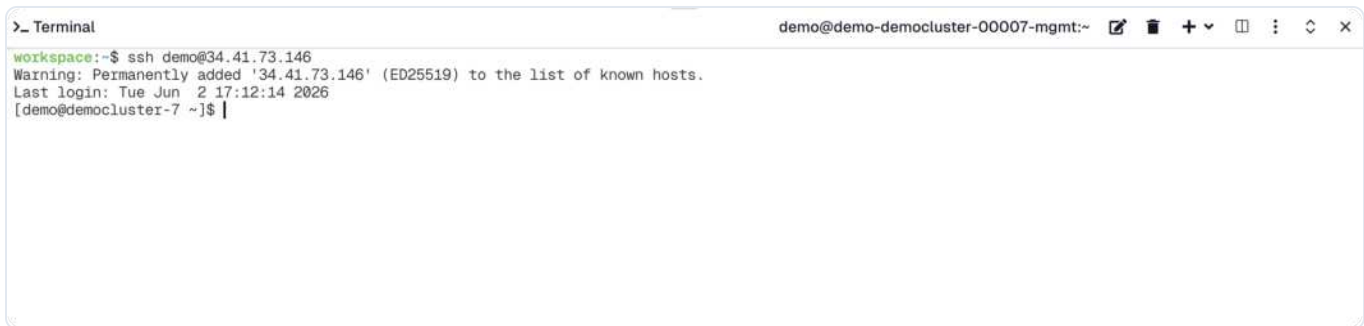 >_ Terminal
demo@demo-democluster-00007-mgmt:~
workspace:~$ ssh demo@34.41.73.146
Warning: Permanently added '34.41.73.146' (ED25519) to the list of known hosts.
Last login: Tue Jun  2 17:12:14 2026
[demo@democluster-7 ~]$